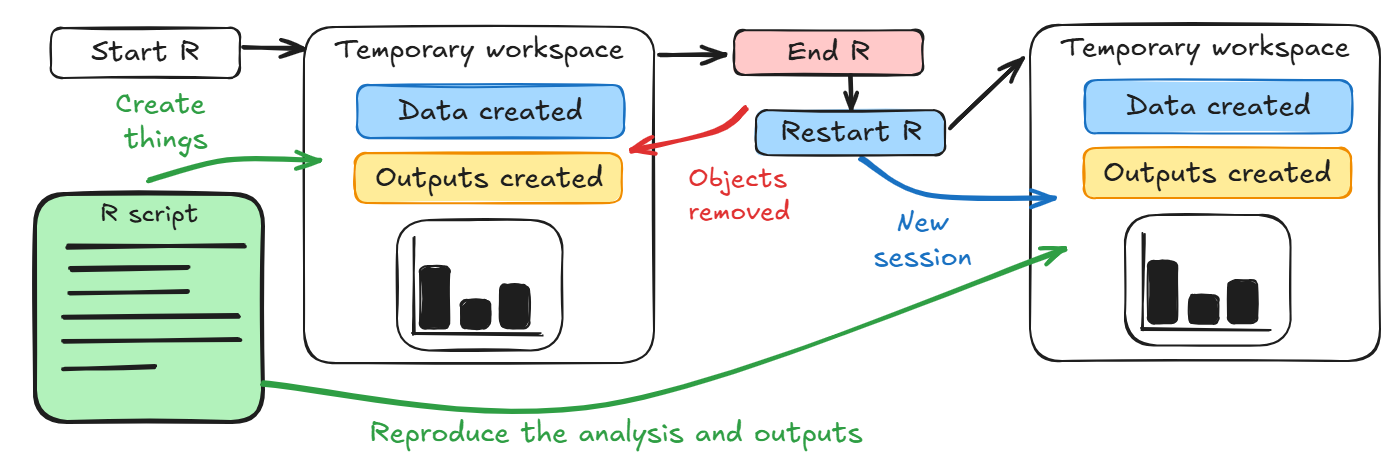 Start R
Temporary workspace
End R
Temporary workspace
Data created
Data created
Create
things
Restart R
Outputs created
Outputs created
Objects
removed
R script
New
session
Reproduce the analysis and outputs